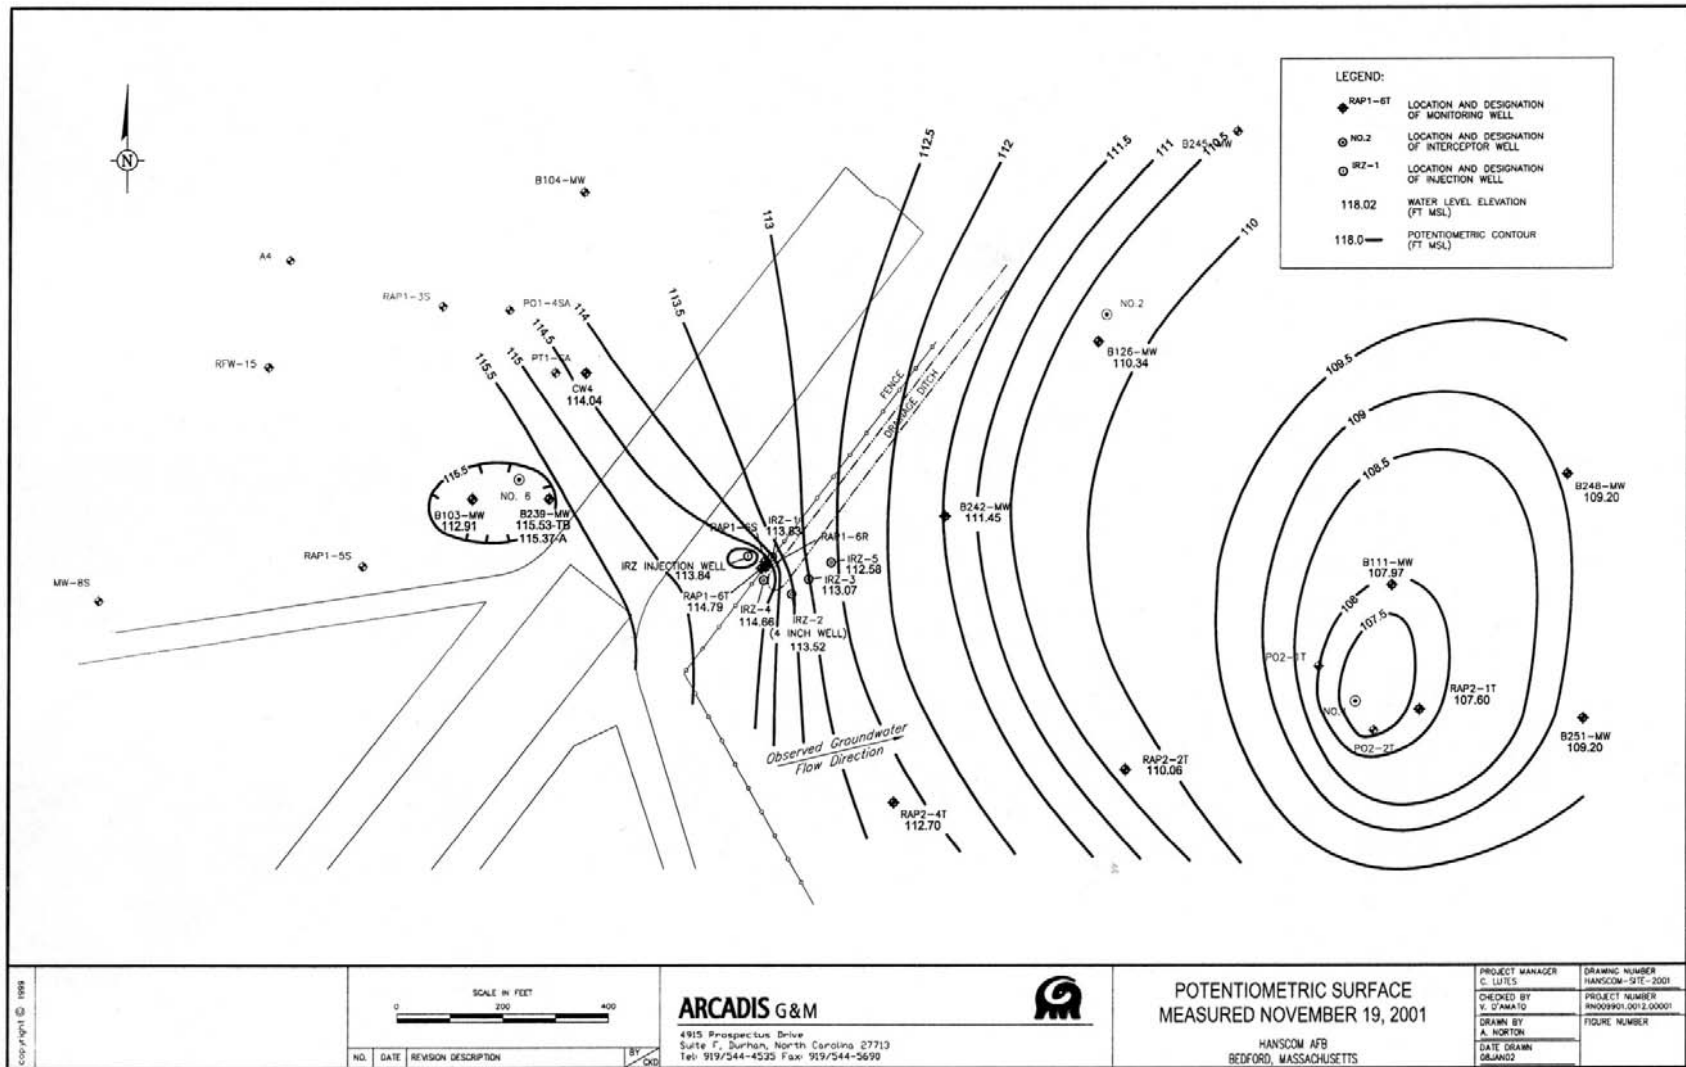 LEGEND:
RAP1-6T LOCATION AND DESIGNATION
OF MONITORING WELL
NO.2 LOCATION AND DESIGNATION
OF INTERCEPTOR WELL
IRZ-1 LOCATION AND DESIGNATION
OF INJECTION WELL
118.02 WATER LEVEL ELEVATION
(FT MSL)
118.0 POTENTIOMETRIC CONTOUR
(FT MSL)
N
112.5
112
111.5
111
110.5
B245-MW
110
B104-MW
113
A4
RAP1-3S
PO1-4SA
114.5
114
113.5
NO.2
B126-MW
110.34
RFW-15
115.5
115
CW4
114.04
FENCE
DRAINAGE DITCH
109.5
109
108.5
115.5
NO. 6
B103-MW
112.91
B239-MW
115.53-TB
115.37-A
B242-MW
111.45
B248-MW
109.20
IRZ-1
113.83
RAP1-6S
RAP1-6R
IRZ-5
112.58
RAP1-5S
MW-8S
IRZ INJECTION WELL
113.84
IRZ-3
113.07
RAP1-6T
114.79
IRZ-4
114.66
IRZ-2
(4 INCH WELL)
113.52
B111-MW
107.97
108
107.5
PO2-1T
RAP2-1T
107.60
PO2-2T
B251-MW
109.20
Observed Groundwater
Flow Direction
RAP2-2T
110.06
RAP2-4T
112.70
copyright © 1999
SCALE IN FEET
0 200 400
NO. DATE REVISION DESCRIPTION BY CKD
ARCADIS G&M
4915 Prospectus Drive
Suite F, Durham, North Carolina 27713
Tel: 919/544-4535 Fax: 919/544-5690
POTENTIOMETRIC SURFACE
MEASURED NOVEMBER 19, 2001
HANSCOM AFB
BEDFORD, MASSACHUSETTS
PROJECT MANAGER
C. LUTES
DRAWING NUMBER
HANSCOM-SITE-2001
CHECKED BY
V. D'AMATO
PROJECT NUMBER
RN009901.0012.00001
DRAWN BY
A. NORTON
FIGURE NUMBER
DATE DRAWN
08JAN02